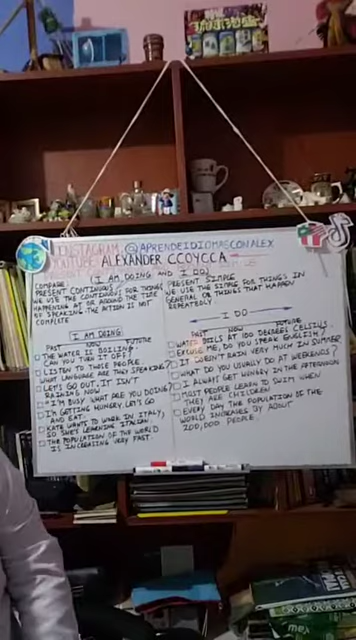 INSTAGRAM @APRENDEIDIOMASCONALEX
YOUTUBE ALEXANDER CCOYCCA
(I AM DOING AND I DO)
COMPARE:
PRESENT CONTINUOUS
WE USE THE CONTINUOUS FOR THINGS
HAPPENING AT OR AROUND THE TIME
OF SPEAKING. THE ACTION IS NOT
COMPLETE
I AM DOING
PAST NOW FUTURE
THE WATER IS BOILING.
CAN YOU TURN IT OFF?
LISTEN TO THOSE PEOPLE.
WHAT LANGUAGE ARE THEY SPEAKING?
LET'S GO OUT. IT ISN'T
RAINING NOW
"I'M BUSY" "WHAT ARE YOU DOING?"
I'M GETTING HUNGRY. LET'S GO
AND EAT.
KATE WANTS TO WORK IN ITALY,
SO SHE'S LEARNING ITALIAN.
THE POPULATION OF THE WORLD
IS INCREASING VERY FAST.
PRESENT SIMPLE
WE USE THE SIMPLE FOR THINGS IN
GENERAL OR THINGS THAT HAPPEN
REPEATEDLY
I DO
PAST NOW FUTURE
WATER BOILS AT 100 DEGREES CELSIUS.
EXCUSE ME, DO YOU SPEAK ENGLISH?
IT DOESN'T RAIN VERY MUCH IN SUMMER
WHAT DO YOU USUALLY DO AT WEEKENDS?
I ALWAYS GET HUNGRY IN THE AFTERNOON
MOST PEOPLE LEARN TO SWIM WHEN
THEY ARE CHILDREN
EVERY DAY THE POPULATION OF THE
WORLD INCREASES BY ABOUT
200,000 PEOPLE.